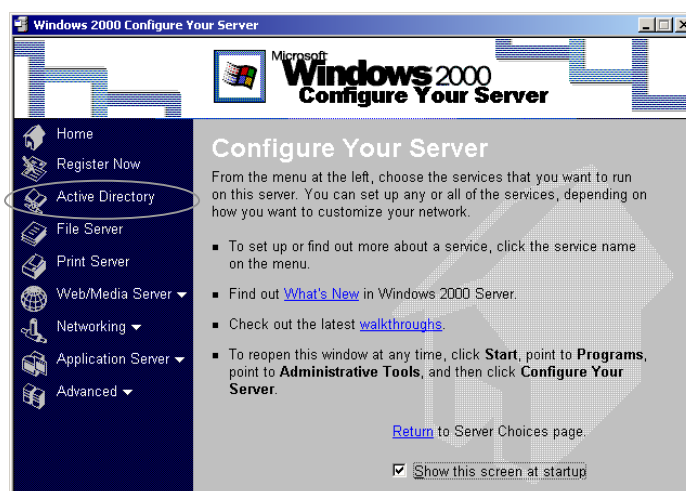 Windows 2000 Configure Your Server
Microsoft
Windows 2000
Configure Your Server
Home
Register Now
Active Directory
File Server
Print Server
Web/Media Server
Networking
Application Server
Advanced
Configure Your Server
From the menu at the left, choose the services that you want to run
on this server. You can set up any or all of the services, depending on
how you want to customize your network.
To set up or find out more about a service, click the service name
on the menu.
Find out What's New in Windows 2000 Server.
Check out the latest walkthroughs.
To reopen this window at any time, click Start, point to Programs,
point to Administrative Tools, and then click Configure Your
Server.
Return to Server Choices page.
Show this screen at startup